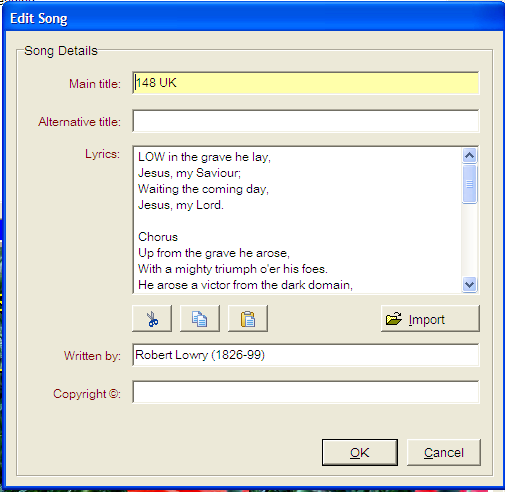 Edit Song
Song Details
Main title:
148 UK
Alternative title:
Lyrics:
LOW in the grave he lay,
Jesus, my Saviour;
Waiting the coming day,
Jesus, my Lord.
Chorus
Up from the grave he arose,
With a mighty triumph o'er his foes.
He arose a victor from the dark domain,
Import
Written by:
Robert Lowry (1826-99)
Copyright ©:
OK
Cancel